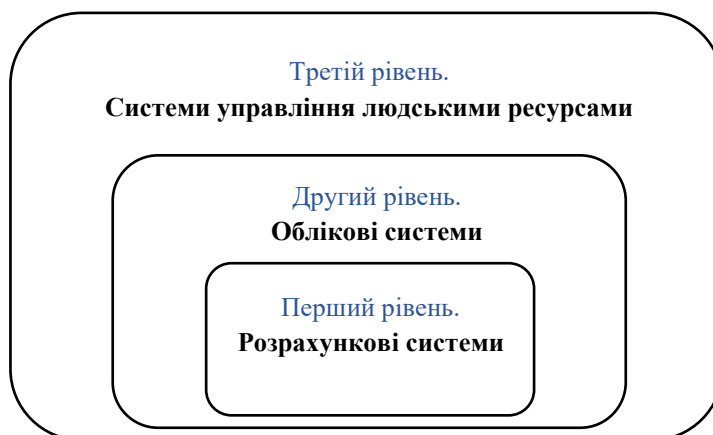 Третій рівень.
Системи управління людськими ресурсами
Другий рівень.
Облікові системи
Перший рівень.
Розрахункові системи